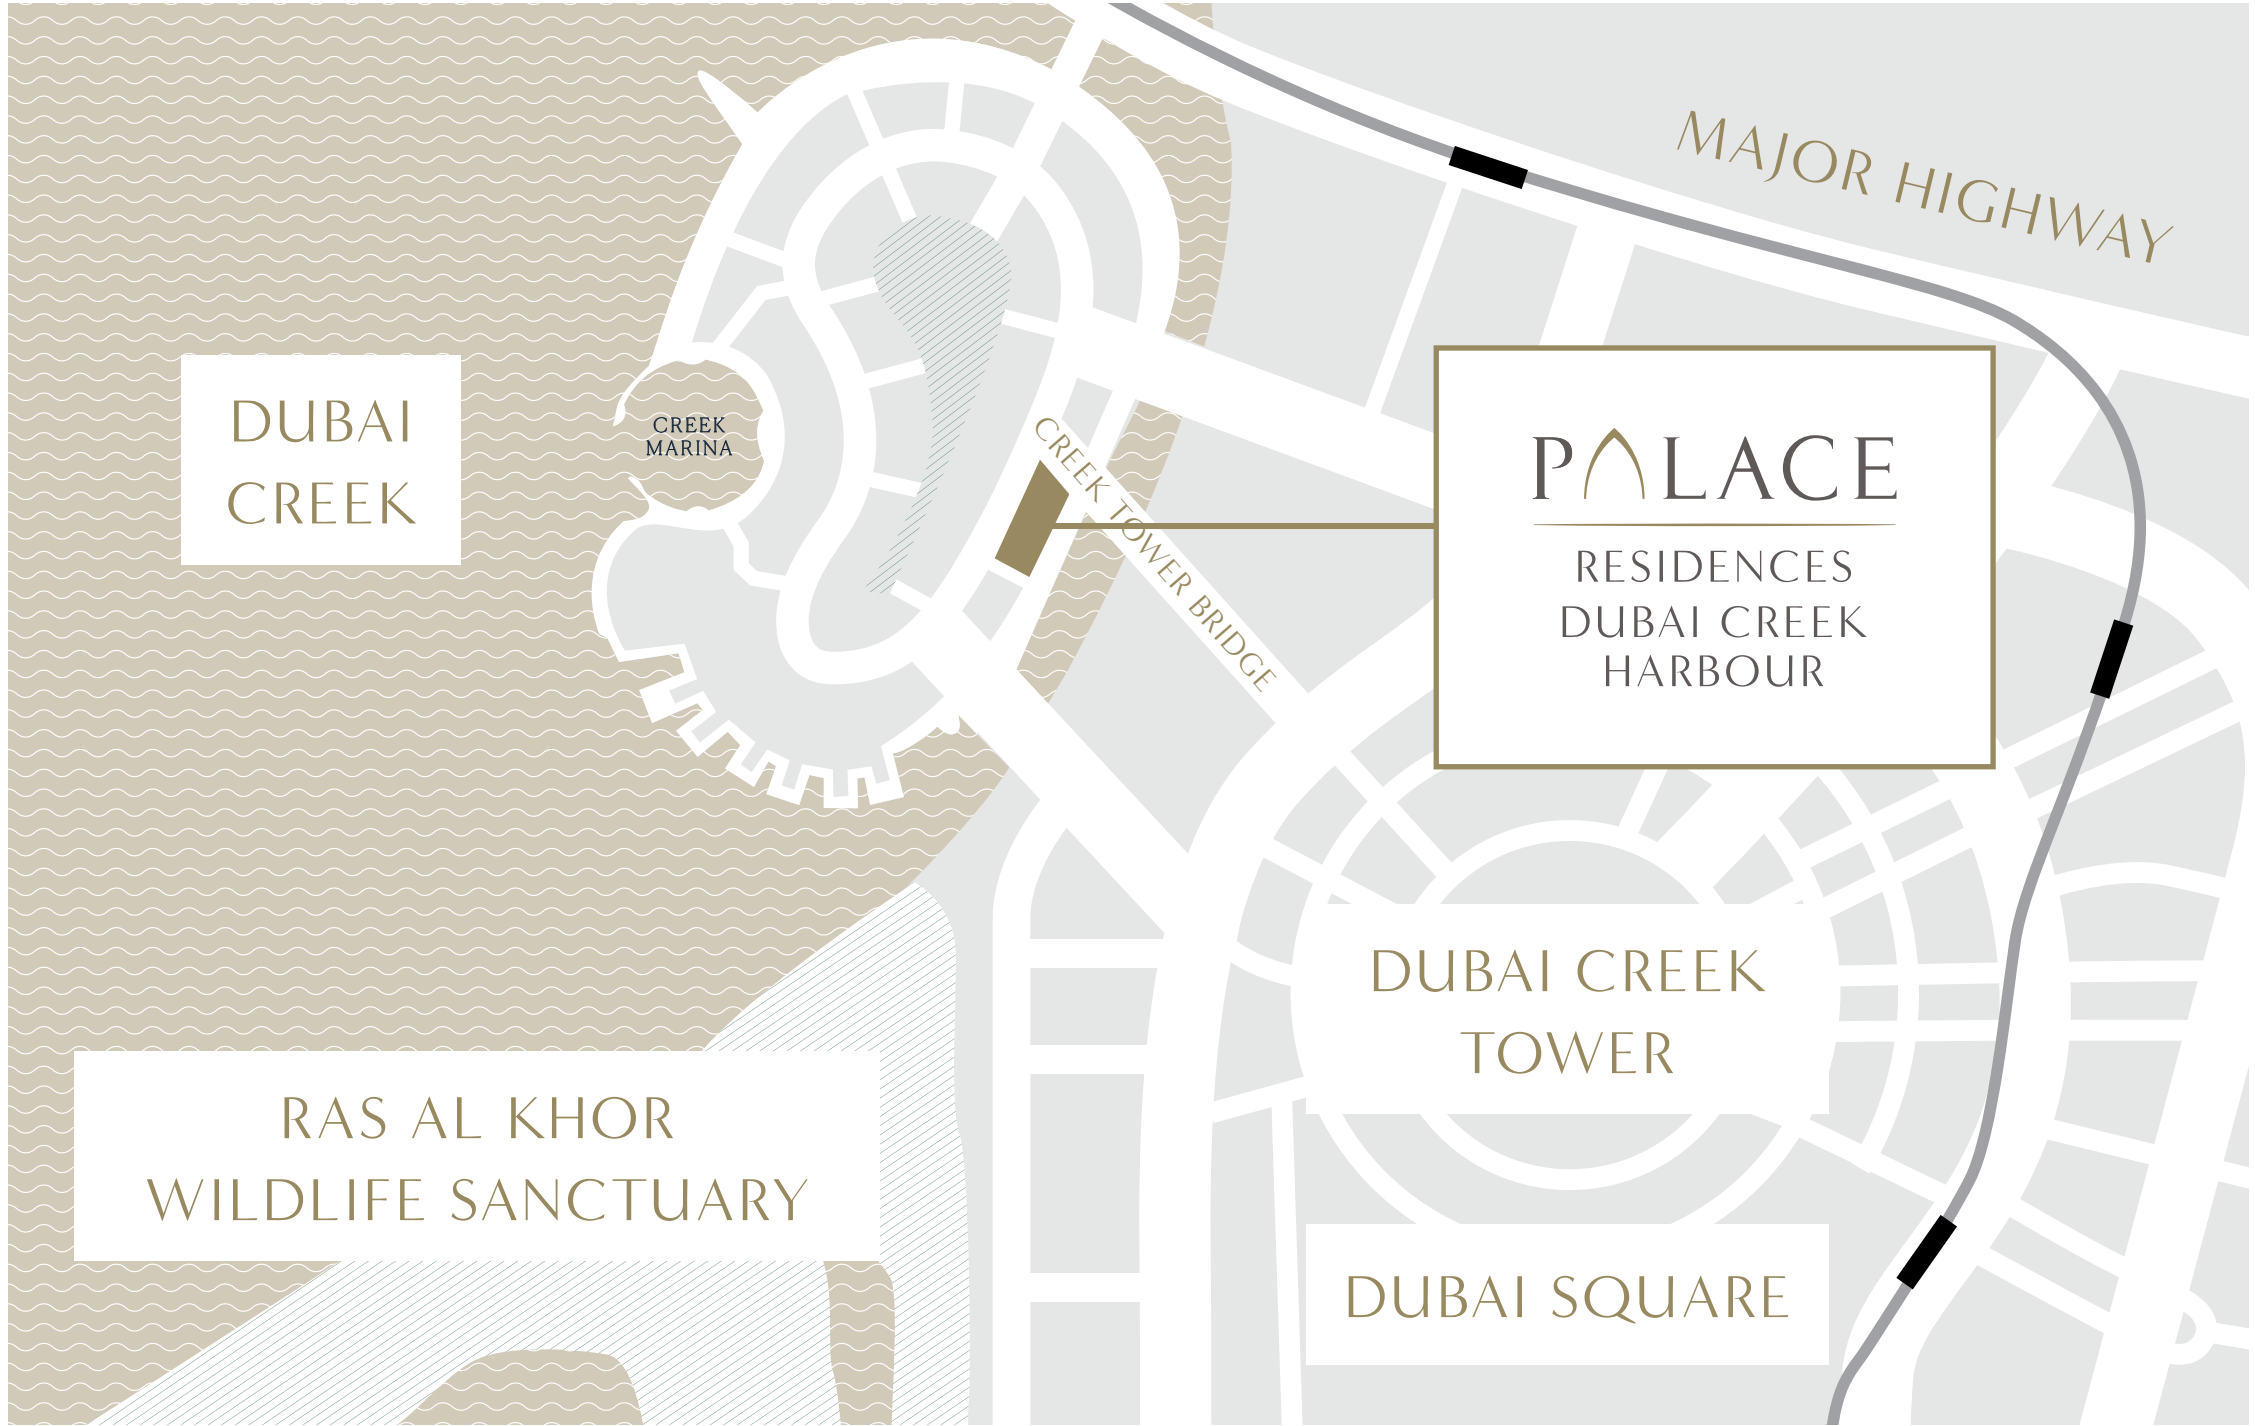 MAJOR HIGHWAY
DUBAI
CREEK
CREEK
MARINA
CREEK TOWER BRIDGE
PALACE
RESIDENCES
DUBAI CREEK
HARBOUR
DUBAI CREEK
TOWER
RAS AL KHOR
WILDLIFE SANCTUARY
DUBAI SQUARE